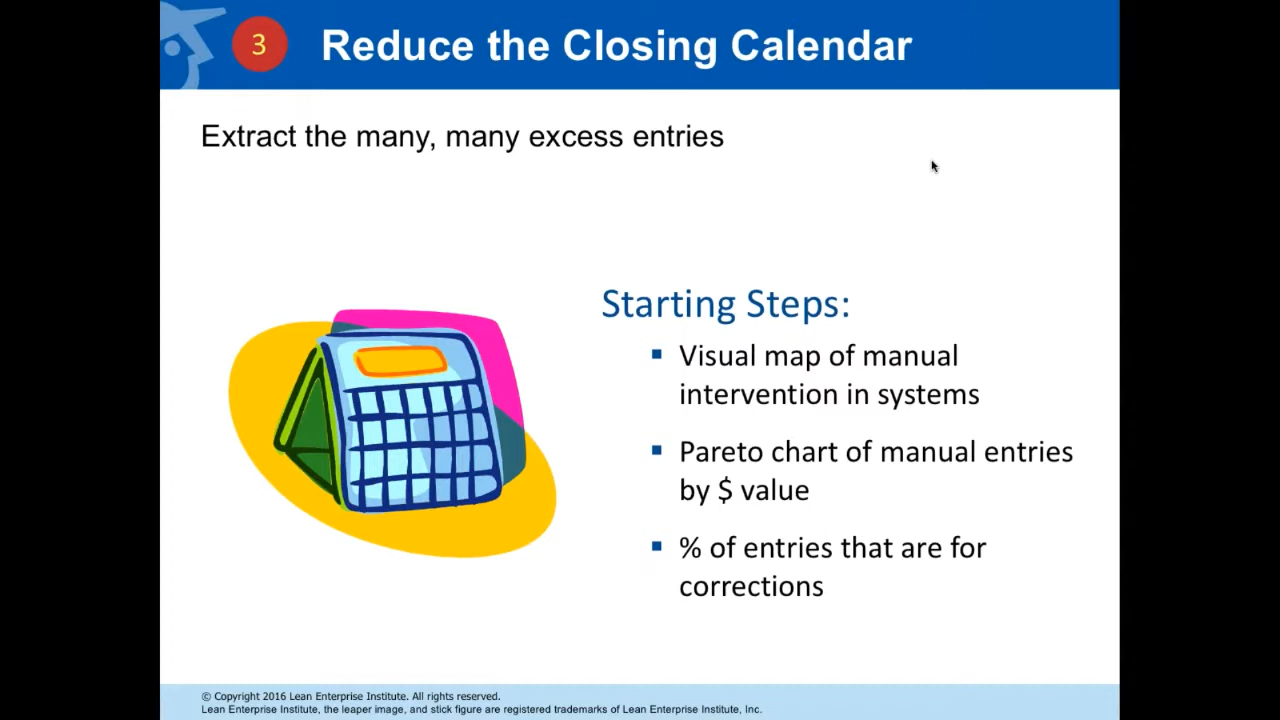 3
Reduce the Closing Calendar
Extract the many, many excess entries
Starting Steps:
▪ Visual map of manual
intervention in systems
▪ Pareto chart of manual entries
by $ value
▪ % of entries that are for
corrections
© Copyright 2016 Lean Enterprise Institute. All rights reserved.
Lean Enterprise Institute, the leaper image, and stick figure are registered trademarks of Lean Enterprise Institute, Inc.